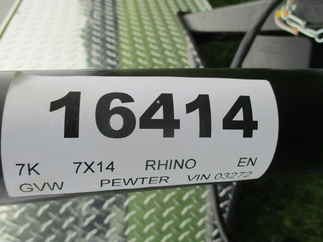 16414
7K 7X14 RHINO EN
GVW PEWTER VIN 03272